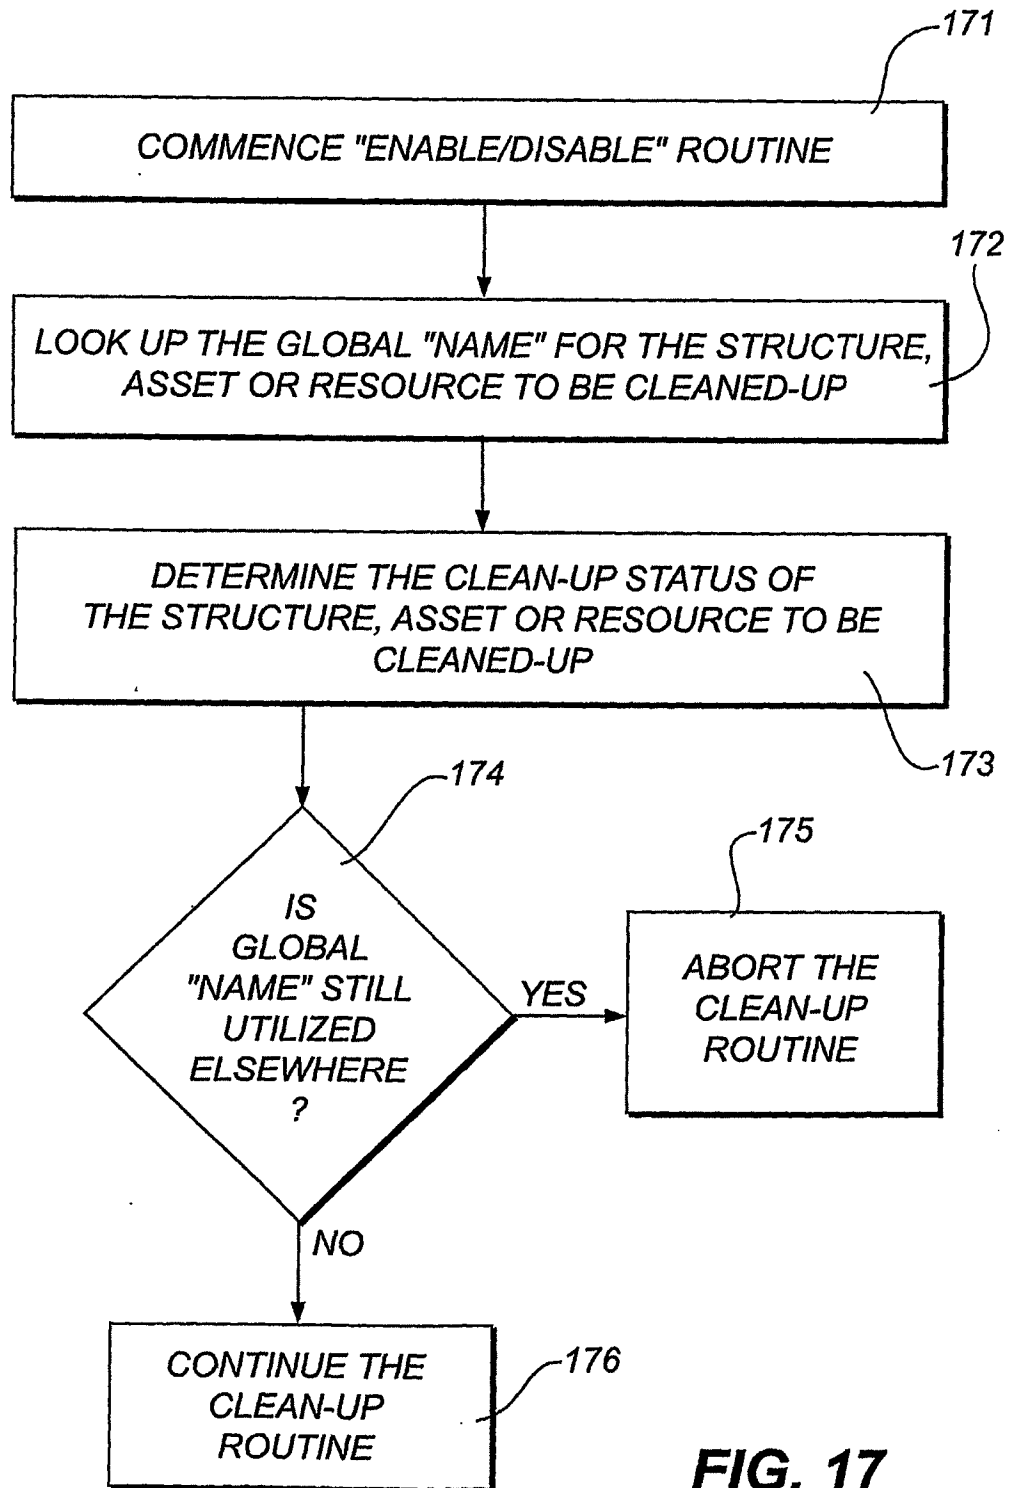 171
COMMENCE "ENABLE/DISABLE" ROUTINE
172
LOOK UP THE GLOBAL "NAME" FOR THE STRUCTURE,
ASSET OR RESOURCE TO BE CLEANED-UP
DETERMINE THE CLEAN-UP STATUS OF
THE STRUCTURE, ASSET OR RESOURCE TO BE
CLEANED-UP
173
174
IS
GLOBAL
"NAME" STILL
UTILIZED
ELSEWHERE
?
YES
175
ABORT THE
CLEAN-UP
ROUTINE
NO
CONTINUE THE
CLEAN-UP
ROUTINE
176
FIG. 17